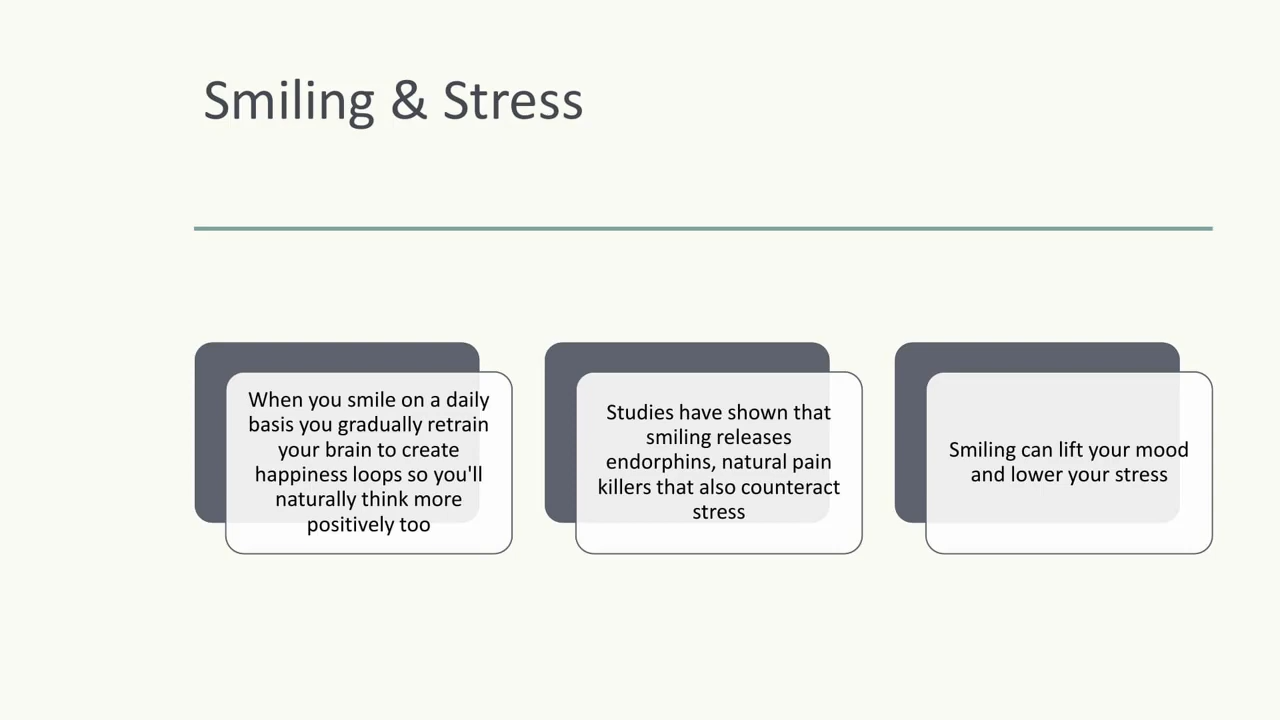 Smiling & Stress
When you smile on a daily
basis you gradually retrain
your brain to create
happiness loops so you'll
naturally think more
positively too
Studies have shown that
smiling releases
endorphins, natural pain
killers that also counteract
stress
Smiling can lift your mood
and lower your stress